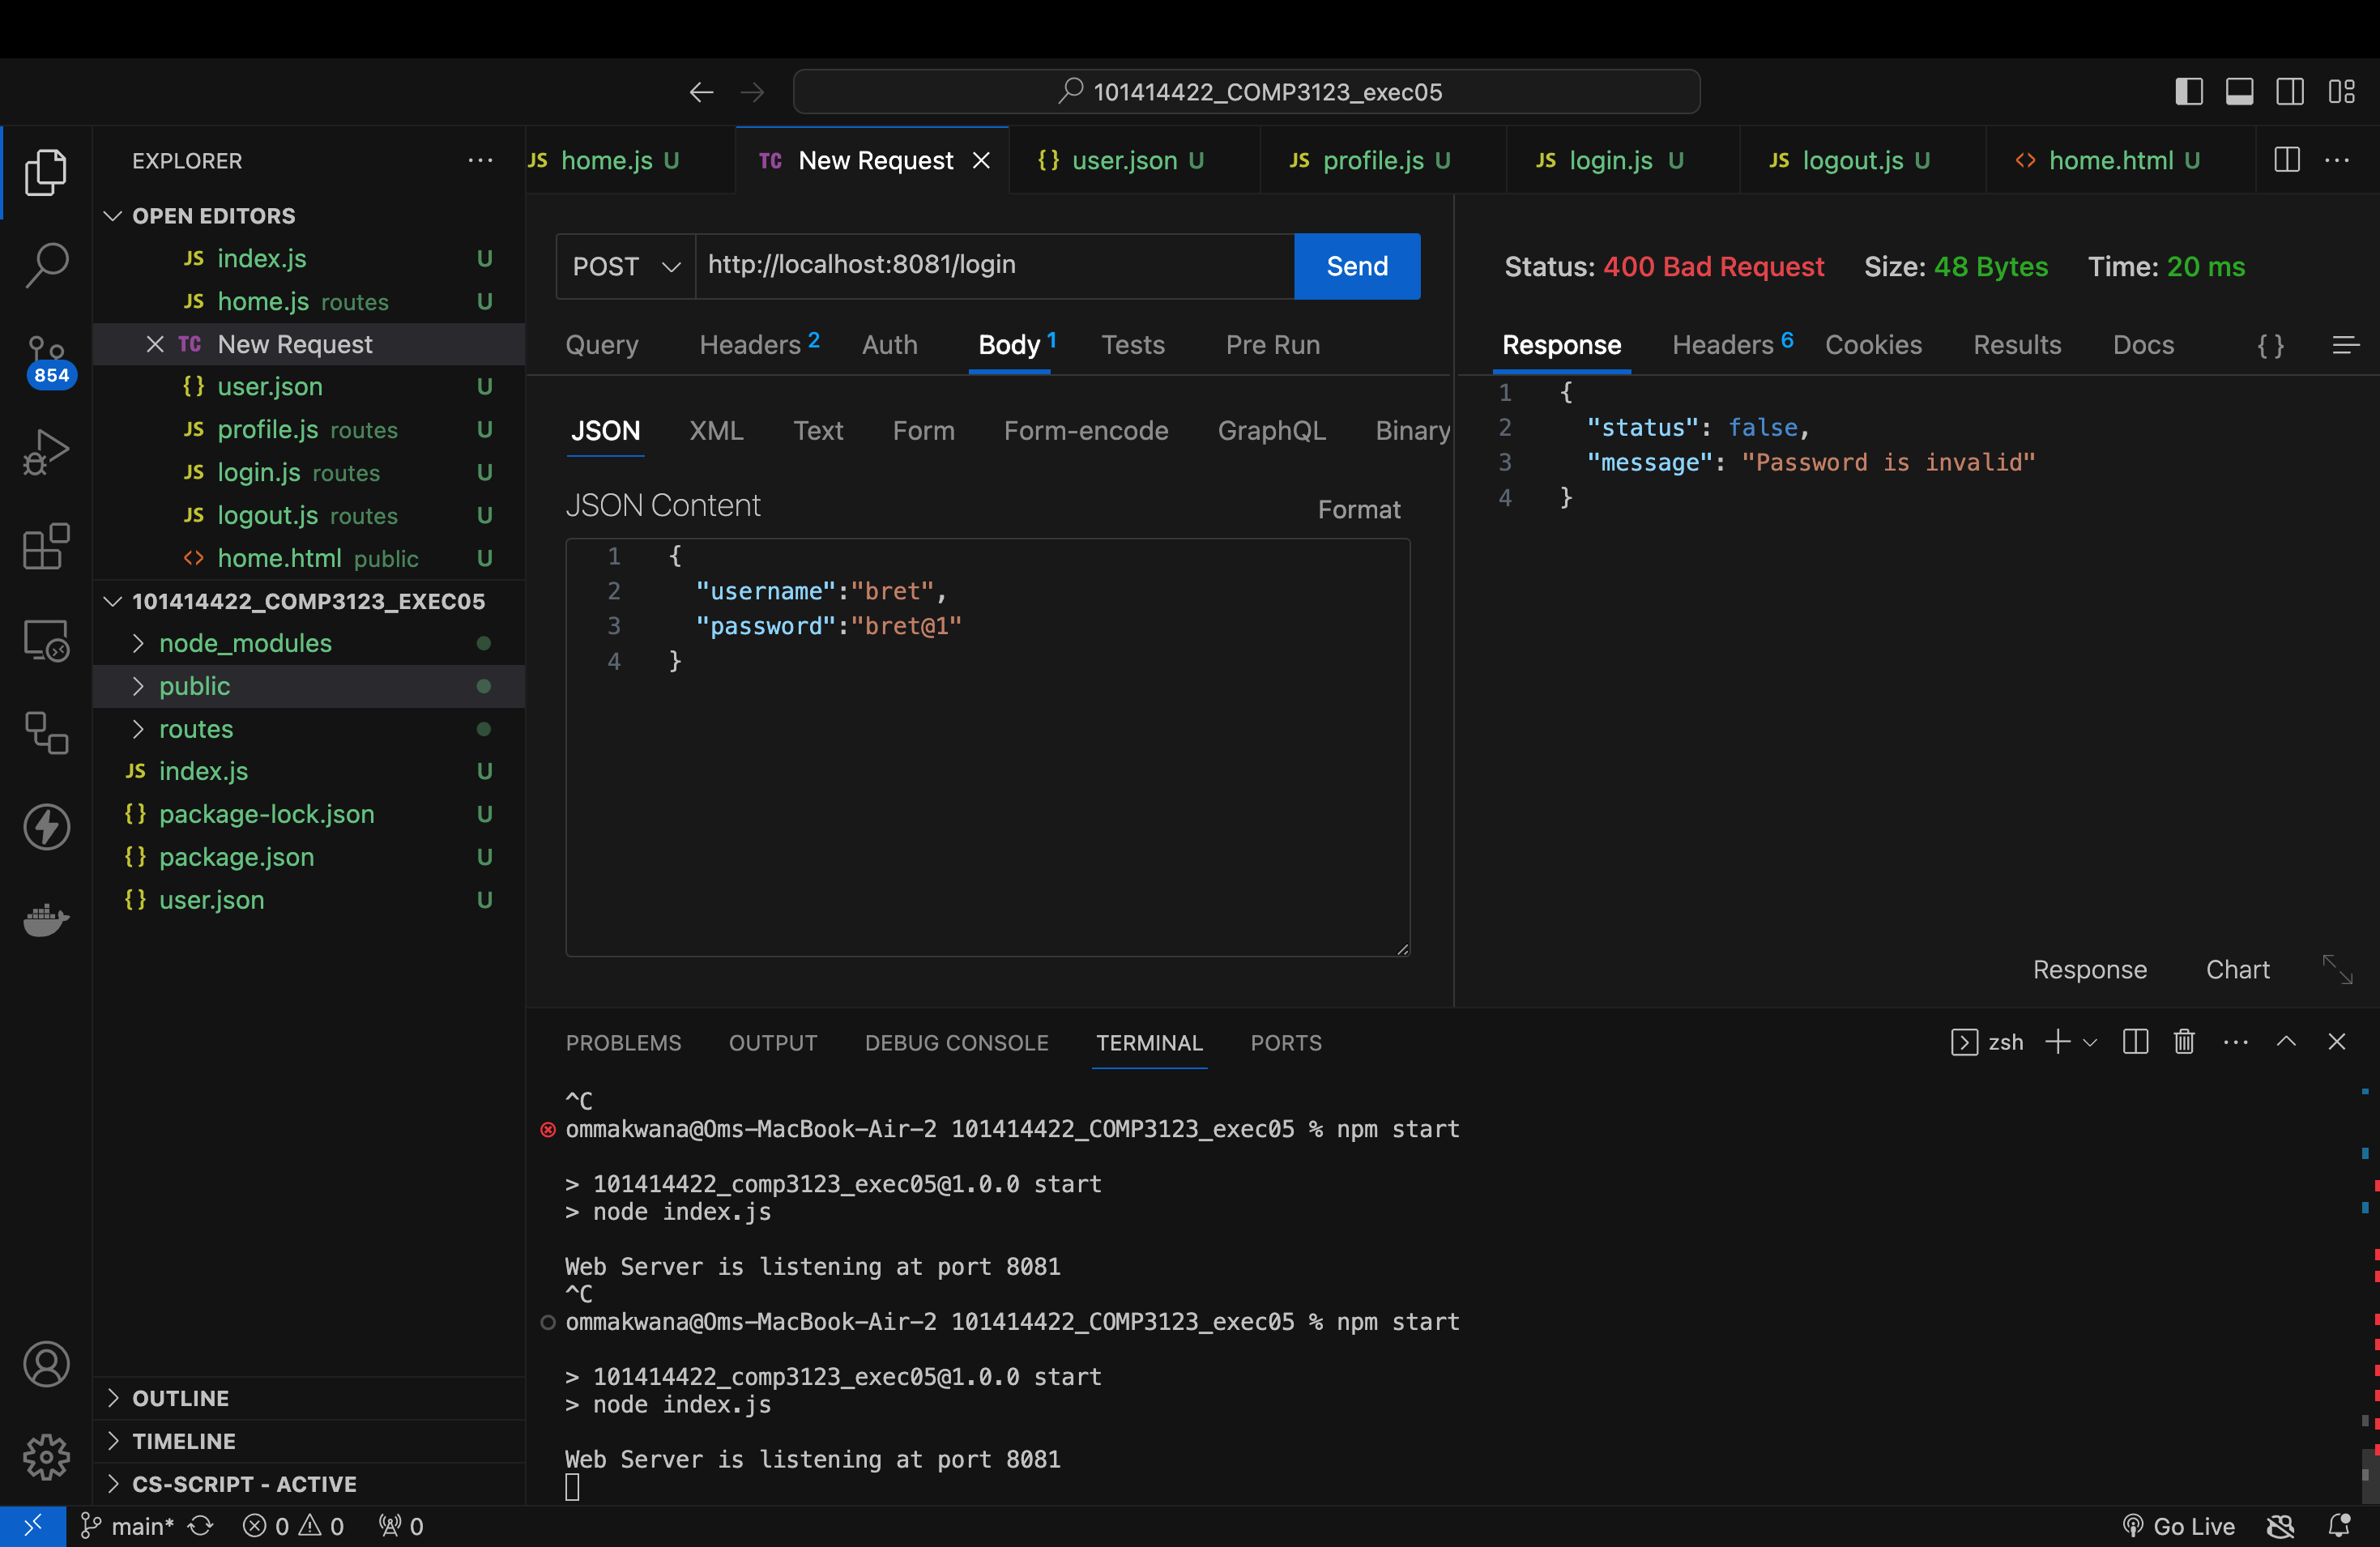 101414422_COMP3123_exec05
EXPLORER
OPEN EDITORS
JS index.js U
JS home.js routes U
TC New Request
{} user.json U
JS profile.js routes U
JS login.js routes U
JS logout.js routes U
<> home.html public U
854
101414422_COMP3123_EXEC05
node_modules
public
routes
JS index.js U
{} package-lock.json U
{} package.json U
{} user.json U
OUTLINE
TIMELINE
CS-SCRIPT - ACTIVE
JS home.js U
TC New Request
{} user.json U
JS profile.js U
JS login.js U
JS logout.js U
<> home.html U
POST http://localhost:8081/login Send
Query Headers 2 Auth Body 1 Tests Pre Run
JSON XML Text Form Form-encode GraphQL Binary
JSON Content
Format
1 {
2 "username":"bret",
3 "password":"bret@1"
4 }
Status: 400 Bad Request Size: 48 Bytes Time: 20 ms
Response Headers 6 Cookies Results Docs {}
1 {
2 "status": false,
3 "message": "Password is invalid"
4 }
Response Chart
PROBLEMS OUTPUT DEBUG CONSOLE TERMINAL PORTS
zsh
^C
ommakwana@Oms-MacBook-Air-2 101414422_COMP3123_exec05 % npm start
> 101414422_comp3123_exec05@1.0.0 start
> node index.js
Web Server is listening at port 8081
^C
ommakwana@Oms-MacBook-Air-2 101414422_COMP3123_exec05 % npm start
> 101414422_comp3123_exec05@1.0.0 start
> node index.js
Web Server is listening at port 8081
main* 0 0 0 Go Live